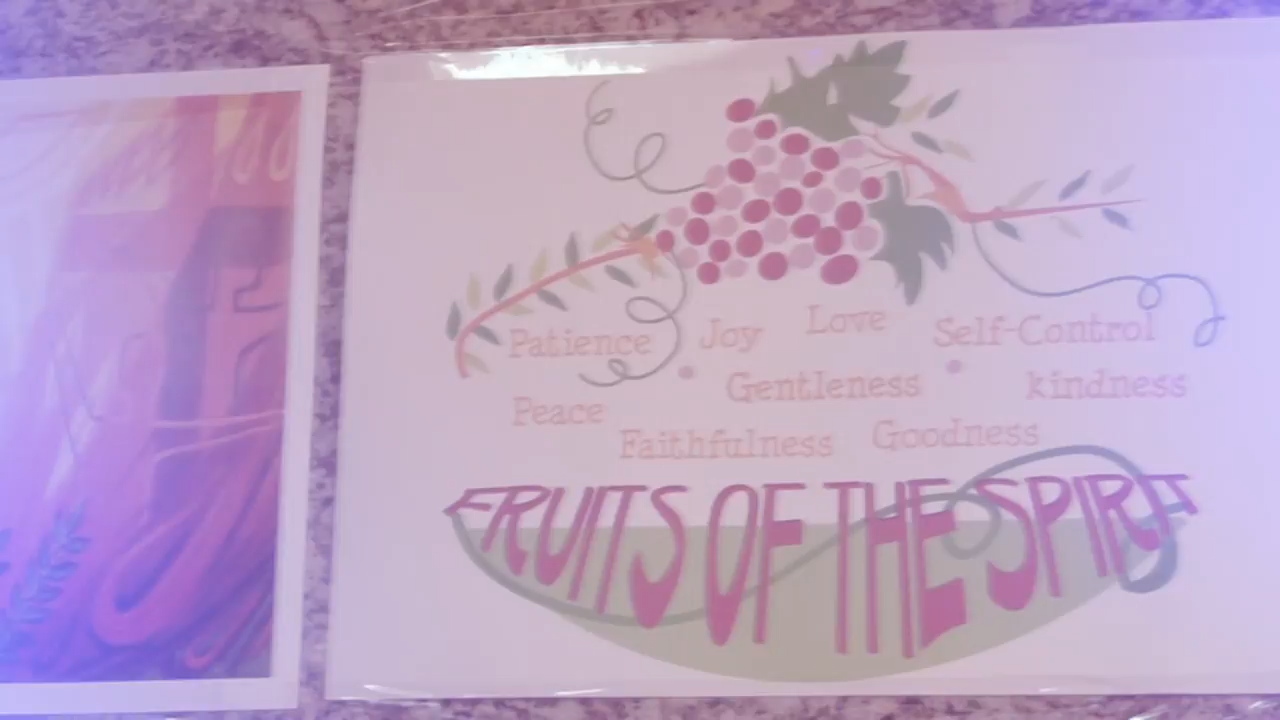 Patience Joy Love Self-Control
Peace Gentleness kindness
Faithfulness Goodness
FRUITS OF THE SPIRIT